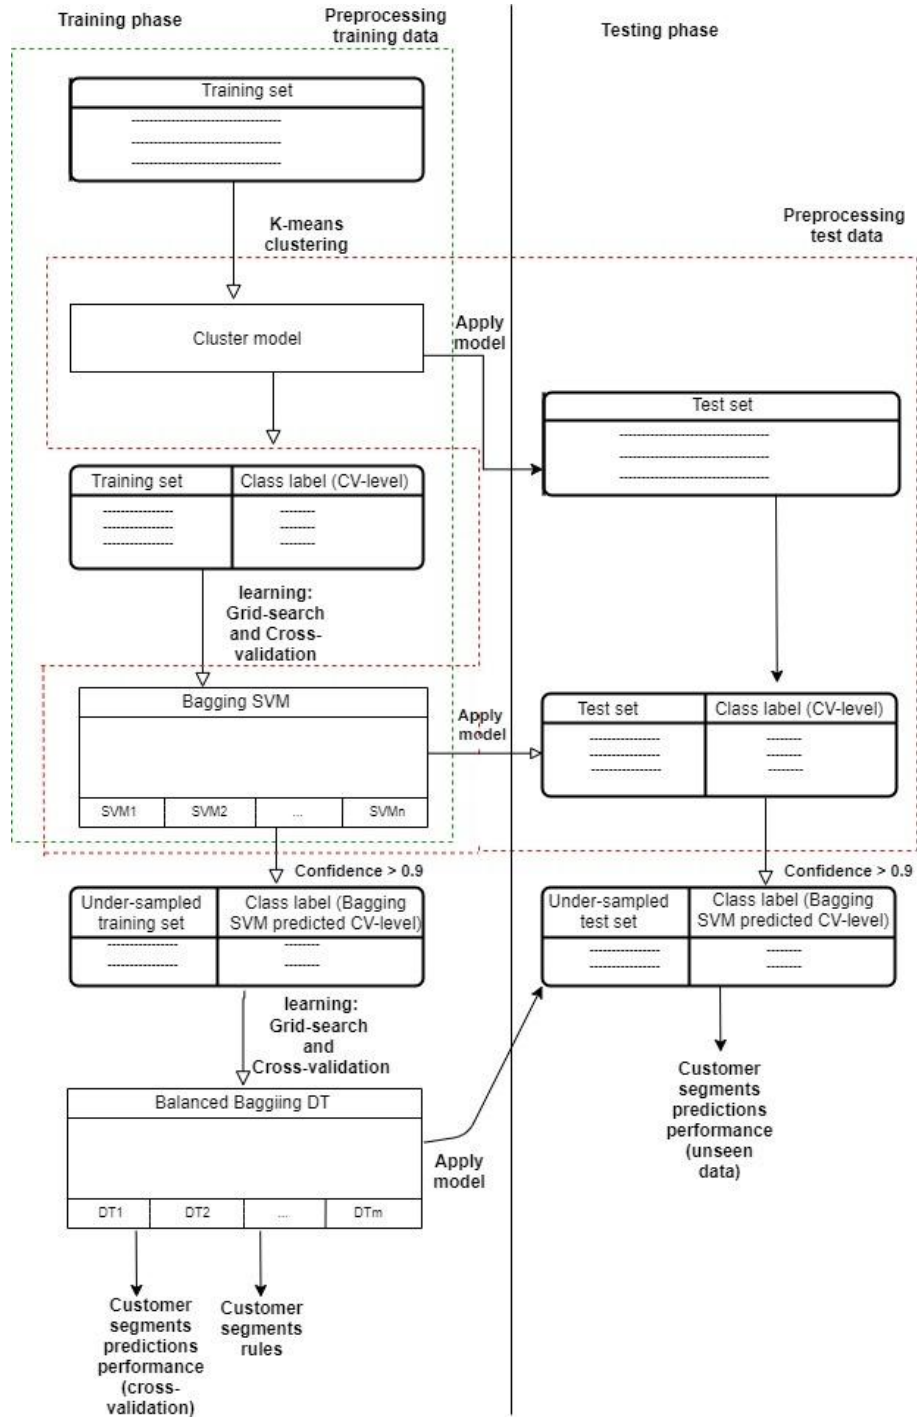 Training phase
Preprocessing
training data
Testing phase
Training set
--------------------------------
--------------------------------
--------------------------------
K-means
clustering
Preprocessing
test data
Cluster model
Apply
model
Test set
--------------------------------
--------------------------------
--------------------------------
Training set
Class label (CV-level)
learning:
Grid-search
and Cross-
validation
Bagging SVM
SVM1
SVM2
...
SVMn
Apply
model
Test set
Class label (CV-level)
Confidence > 0.9
Confidence > 0.9
Under-sampled
training set
Class label (Bagging
SVM predicted CV-level)
Under-sampled
test set
Class label (Bagging
SVM predicted CV-level)
learning:
Grid-search
and
Cross-validation
Balanced Baggiing DT
DT1
DT2
....
DTm
Apply
model
Customer
segments
predictions
performance
(unseen
data)
Customer
segments
predictions
performance
(cross-
validation)
Customer
segments
rules